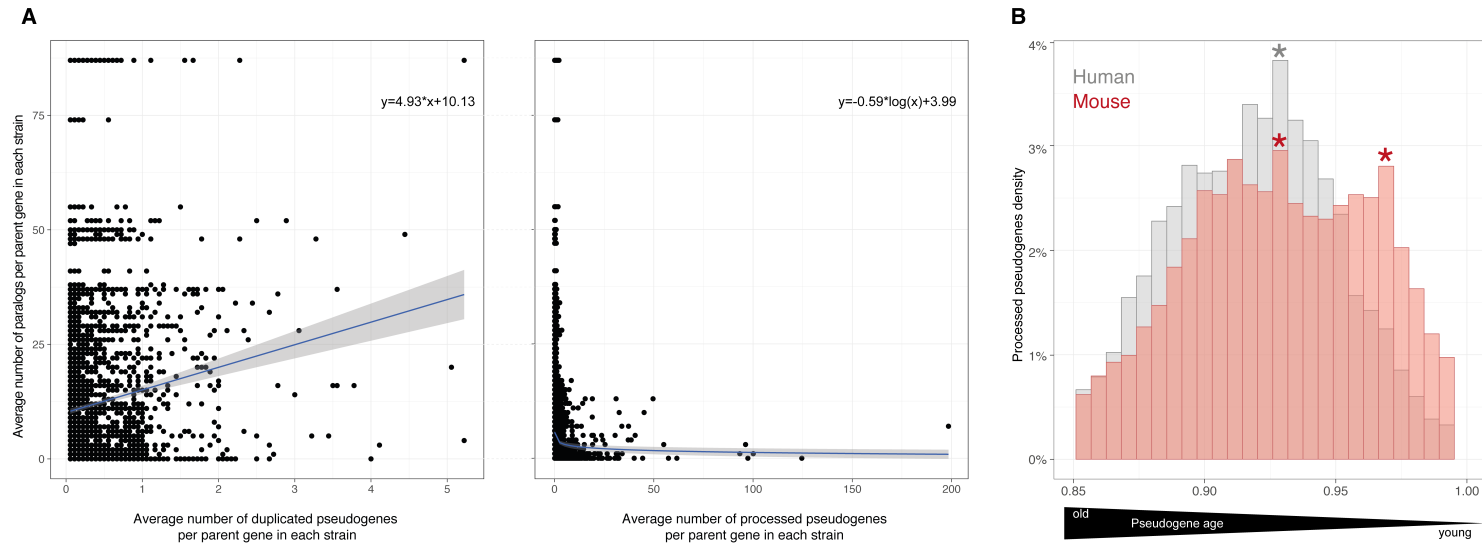 A
Average number of paralogs per parent gene in each strain
75
50
25
0
y=4.93*x+10.13
0 1 2 3 4 5
Average number of duplicated pseudogenes
per parent gene in each strain
y=-0.59*log(x)+3.99
0 50 100 150 200
Average number of processed pseudogenes
per parent gene in each strain
B
Processed pseudogenes density
4%
3%
2%
1%
0%
Human
Mouse
*
*
*
0.85 0.90 0.95 1.00
old
Pseudogene age
young